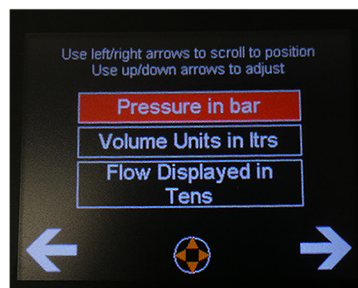 Use left/right arrows to scroll to position
Use up/down arrows to adjust
Pressure in bar
Volume Units in ltrs
Flow Displayed in
Tens